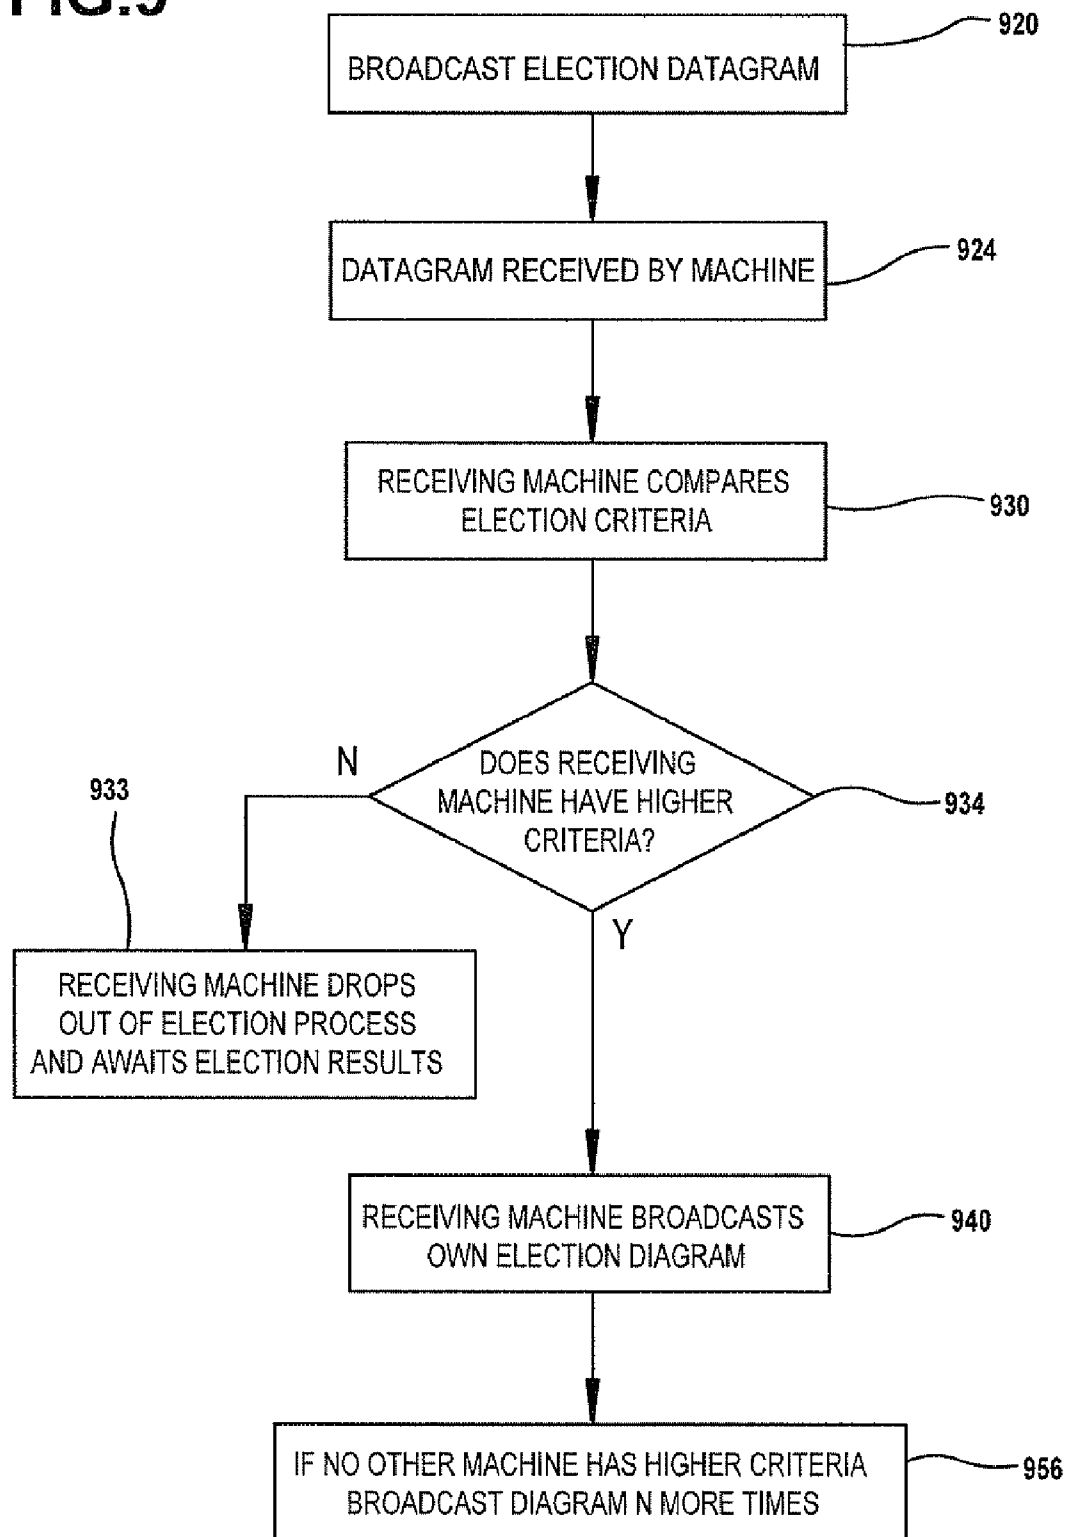 FIG.9
920
BROADCAST ELECTION DATAGRAM
924
DATAGRAM RECEIVED BY MACHINE
RECEIVING MACHINE COMPARES
ELECTION CRITERIA
930
N
DOES RECEIVING
MACHINE HAVE HIGHER
CRITERIA?
934
933
Y
RECEIVING MACHINE DROPS
OUT OF ELECTION PROCESS
AND AWAITS ELECTION RESULTS
RECEIVING MACHINE BROADCASTS
OWN ELECTION DIAGRAM
940
IF NO OTHER MACHINE HAS HIGHER CRITERIA
BROADCAST DIAGRAM N MORE TIMES
956